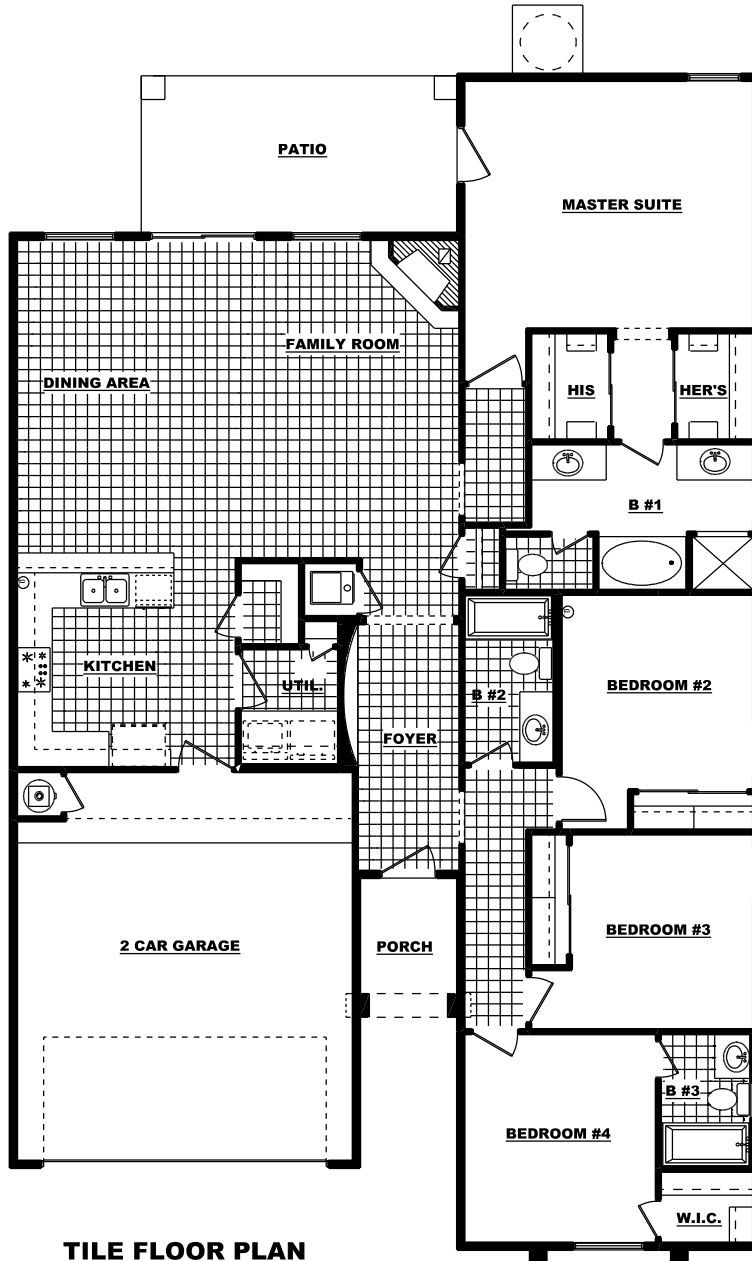 PATIO
MASTER SUITE
FAMILY ROOM
DINING AREA
HIS
HER'S
B #1
KITCHEN
UTIL.
B #2
BEDROOM #2
FOYER
2 CAR GARAGE
PORCH
BEDROOM #3
B #3
BEDROOM #4
W.I.C.
TILE FLOOR PLAN